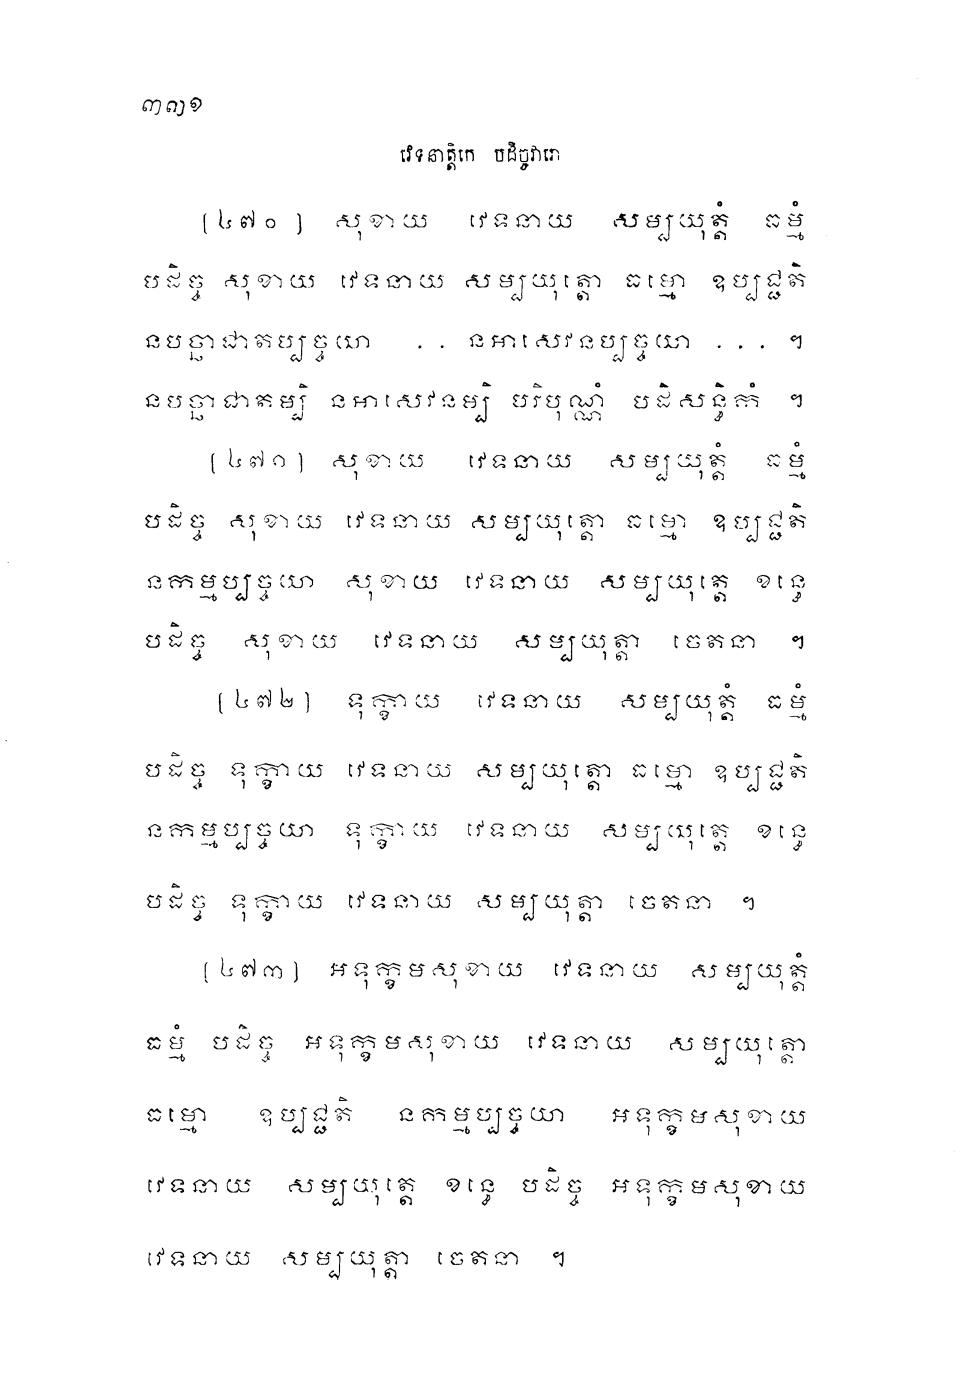 ៣៧១
វេទនាត្តិកេ បដិច្ចវារោ
[៤៧០] សុខាយ វេទនាយ សម្បយុត្តំ ធម្មំ
បដិច្ច សុខាយ វេទនាយ សម្បយុត្តោ ធម្មោ ឧប្បជ្ជតិ
នបច្ឆាជាតប្បច្ចយោ .. នអាសេវនប្បច្ចយា ... ។
នបច្ឆាជាតម្បិ នអាសេវនម្បិ បរិបុណ្ណំ បដិសន្ធិកំ ។
[៤៧១] សុខាយ វេទនាយ សម្បយុត្តំ ធម្មំ
បដិច្ច សុខាយ វេទនាយ សម្បយុត្តោ ធម្មោ ឧប្បជ្ជតិ
នកម្មប្បច្ចយោ សុខាយ វេទនាយ សម្បយុត្តេ ខន្ធេ
បដិច្ច សុខាយ វេទនាយ សម្បយុត្តា ចេតនា ។
[៤៧២] ទុក្ខាយ វេទនាយ សម្បយុត្តំ ធម្មំ
បដិច្ច ទុក្ខាយ វេទនាយ សម្បយុត្តោ ធម្មោ ឧប្បជ្ជតិ
នកម្មប្បច្ចយា ទុក្ខាយ វេទនាយ សម្បយុត្តេ ខន្ធេ
បដិច្ច ទុក្ខាយ វេទនាយ សម្បយុត្តា ចេតនា ។
[៤៧៣] អទុក្ខមសុខាយ វេទនាយ សម្បយុត្តំ
ធម្មំ បដិច្ច អទុក្ខមសុខាយ វេទនាយ សម្បយុត្តោ
ធម្មោ ឧប្បជ្ជតិ នកម្មប្បច្ចយា អទុក្ខមសុខាយ
វេទនាយ សម្បយុត្តេ ខន្ធេ បដិច្ច អទុក្ខមសុខាយ
វេទនាយ សម្បយុត្តា ចេតនា ។